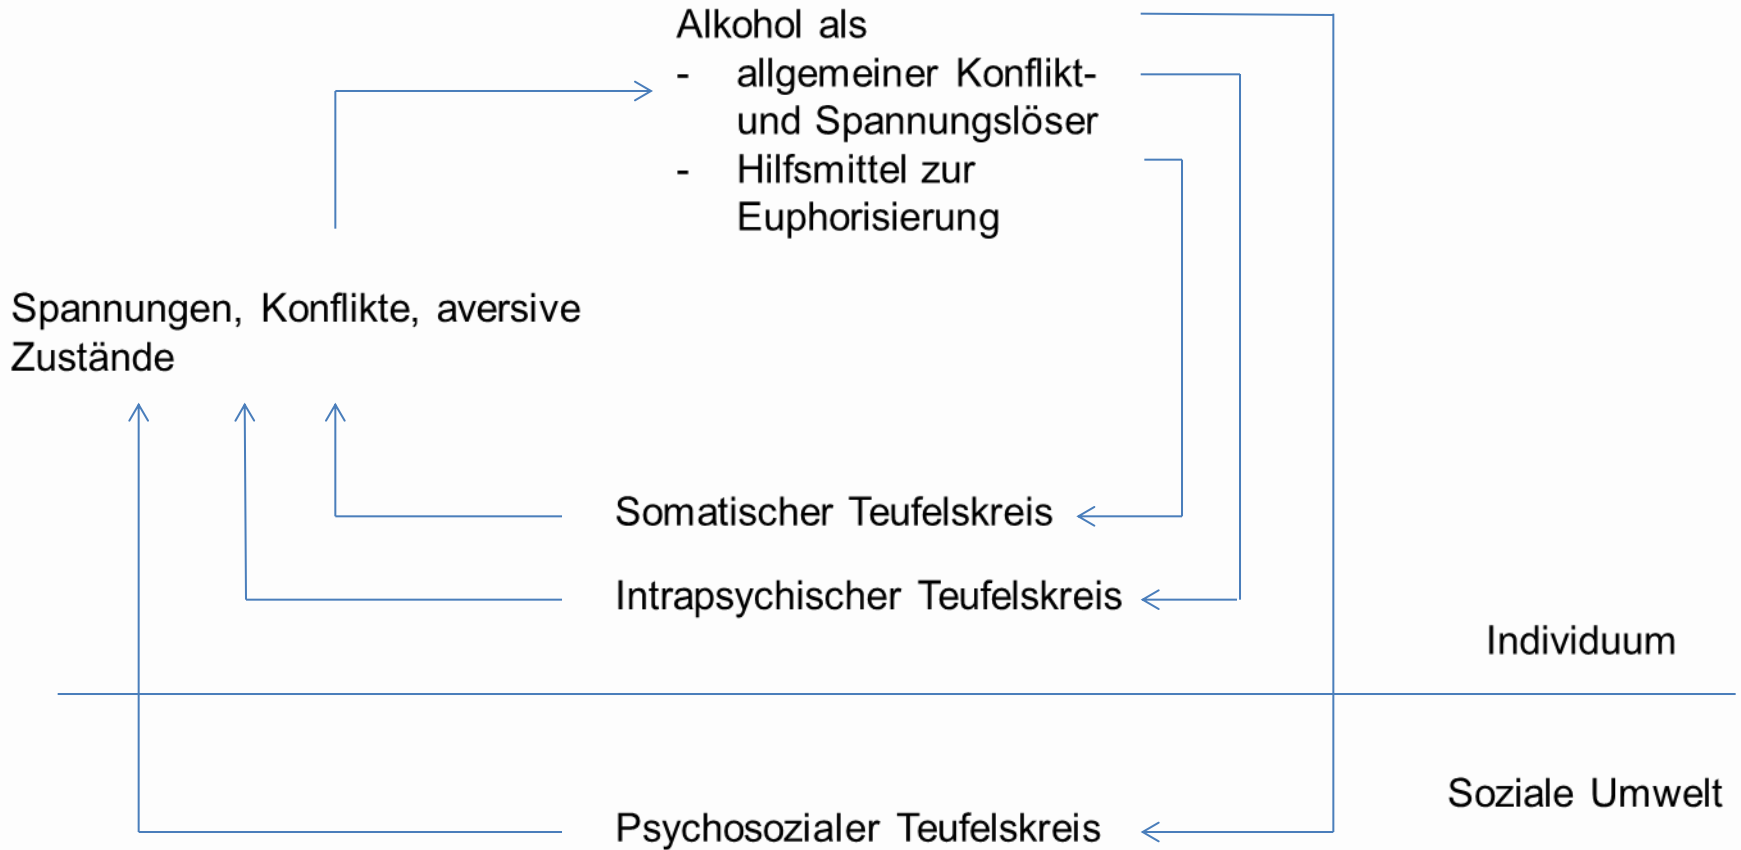 Alkohol als
- allgemeiner Konflikt-
und Spannungslöser
- Hilfsmittel zur
Euphorisierung
Spannungen, Konflikte, aversive
Zustände
Somatischer Teufelskreis
Intrapsychischer Teufelskreis
Individuum
Soziale Umwelt
Psychosozialer Teufelskreis